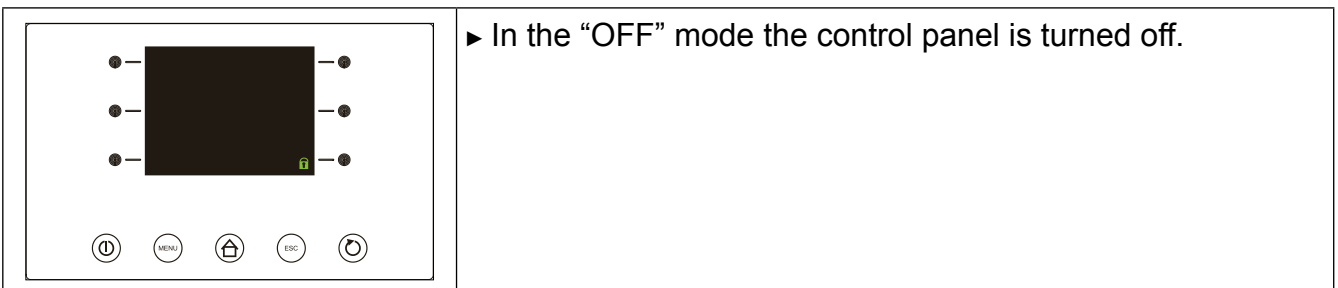 ► In the “OFF” mode the control panel is turned off.
MENU
ESC